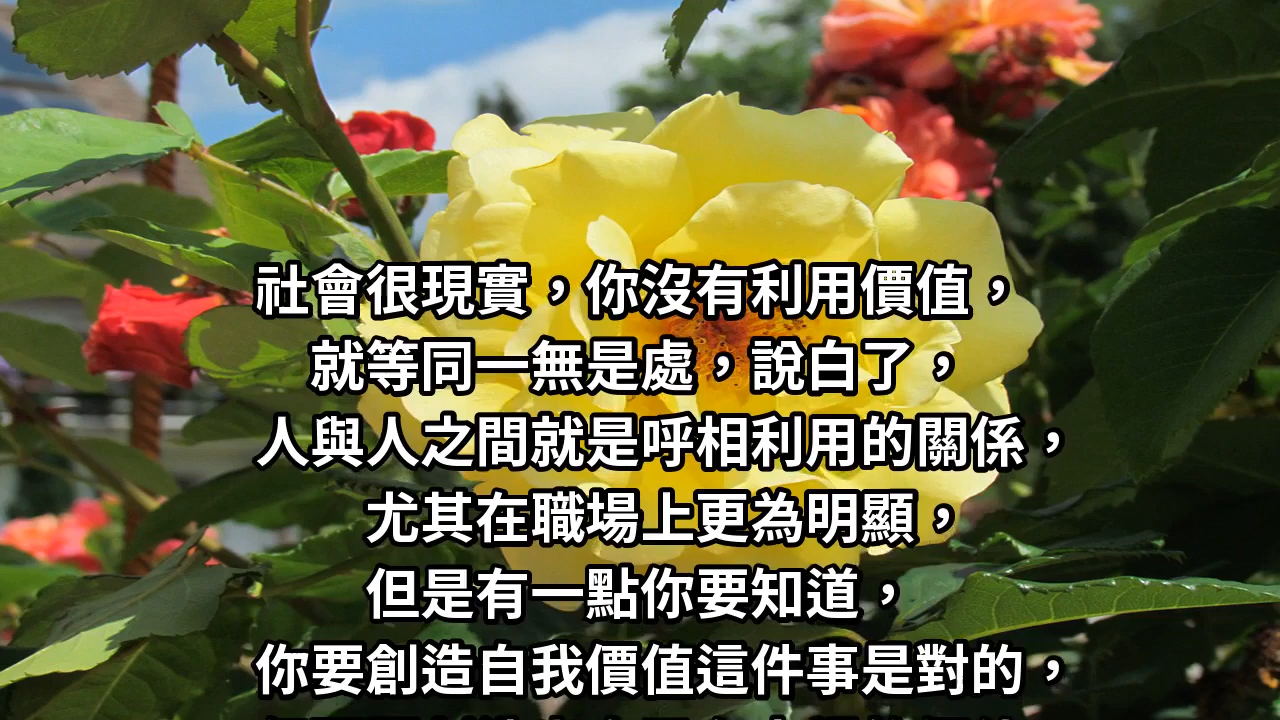 社會很現實，你沒有利用價值，
就等同一無是處，說白了，
人與人之間就是呼相利用的關係，
尤其在職場上更為明顯，
但是有一點你要知道，
你要創造自我價值這件事是對的，